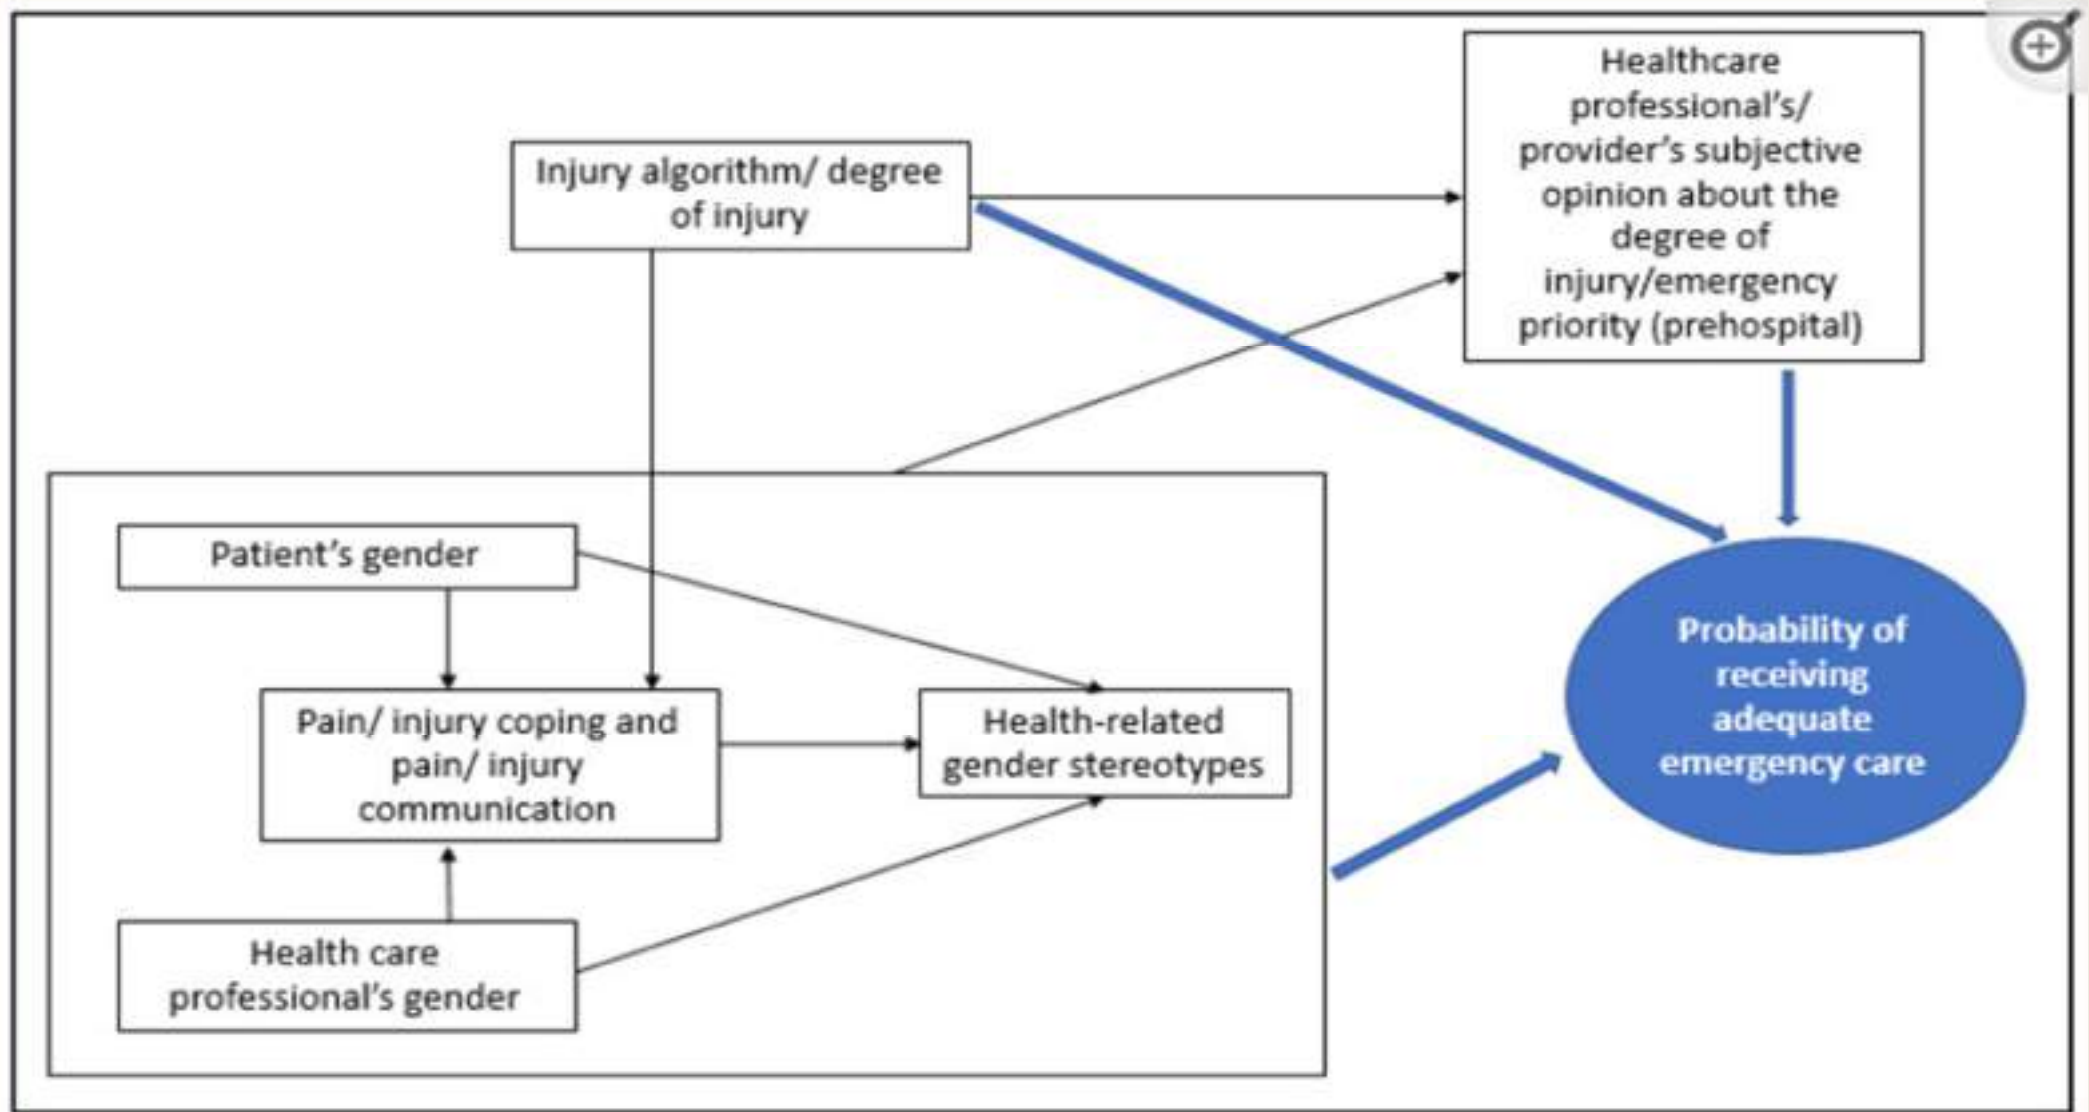 Healthcare
professional’s/
provider’s subjective
opinion about the
degree of
injury/emergency
priority (prehospital)
Injury algorithm/ degree
of injury
Patient’s gender
Pain/ injury coping and
pain/ injury
communication
Health-related
gender stereotypes
Health care
professional’s gender
Probability of
receiving
adequate
emergency care